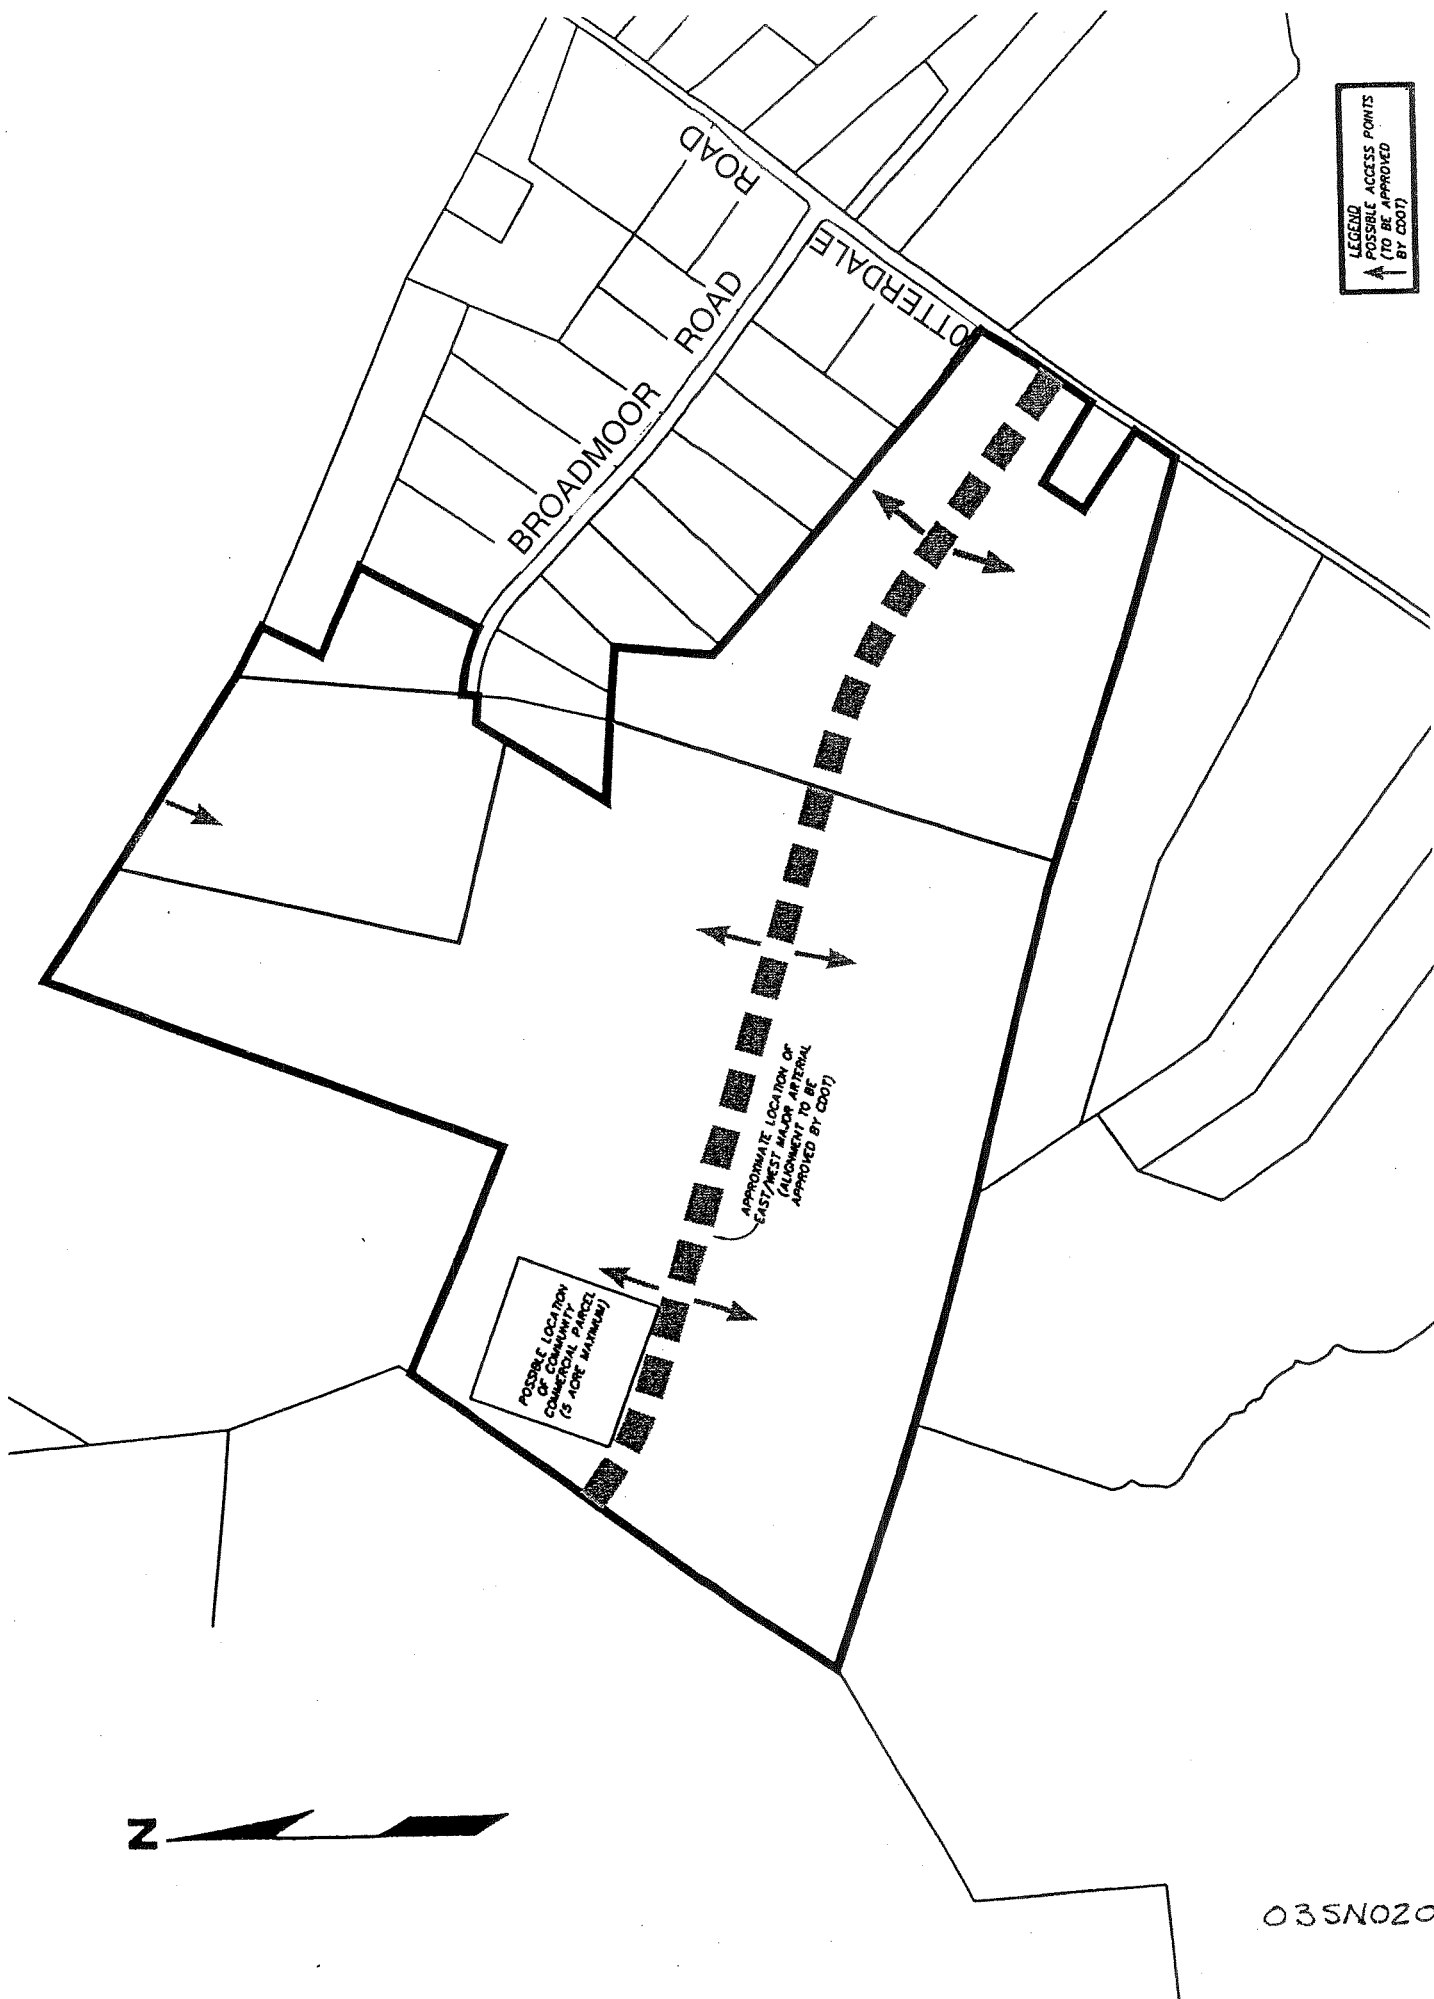 LEGEND
POSSIBLE ACCESS POINTS
(TO BE APPROVED
BY CDOT)
ROAD
OTTERDALE
BROADMOOR ROAD
APPROXIMATE LOCATION OF
EAST/WEST MAJOR ARTERIAL
(ALIGNMENT TO BE
APPROVED BY CDOT)
POSSIBLE LOCATION
OF COMMUNITY
COMMERCIAL PARCEL
(5 ACRE MAXIMUM)
N
03SN020